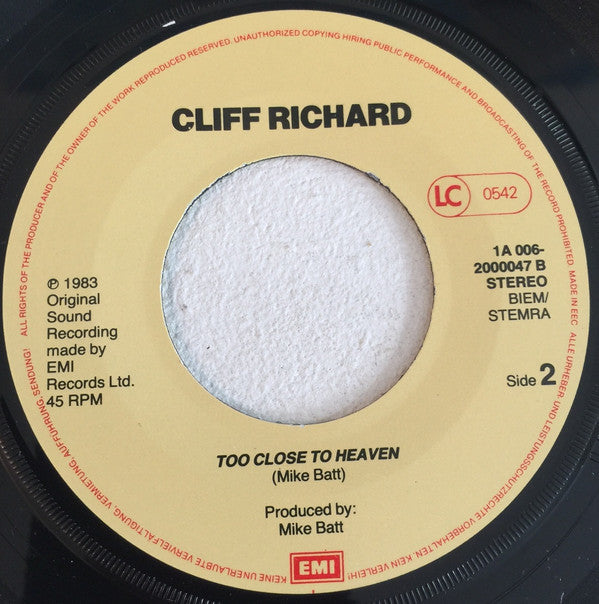 ALL RIGHTS OF THE PRODUCER AND OF THE OWNER OF THE WORK REPRODUCED RESERVED. UNAUTHORIZED COPYING HIRING PUBLIC PERFORMANCE AND BROADCASTING OF THE RECORD PROHIBITED. MADE IN EEC
CLIFF RICHARD
LC 0542
1A 006-
2000047 B
STEREO
BIEM/
STEMRA
℗ 1983
Original
Sound
Recording
made by
EMI
Records Ltd.
45 RPM
Side 2
TOO CLOSE TO HEAVEN
(Mike Batt)
Produced by:
Mike Batt
EMI
ALLE URHEBER- UND LEISTUNGSSCHUTZRECHTE VORBEHALTEN. KEIN VERLEIH! KEINE UNERLAUBTE VERVIELFÄLTIGUNG, VERMIETUNG, AUFFÜHRUNG, SENDUNG!